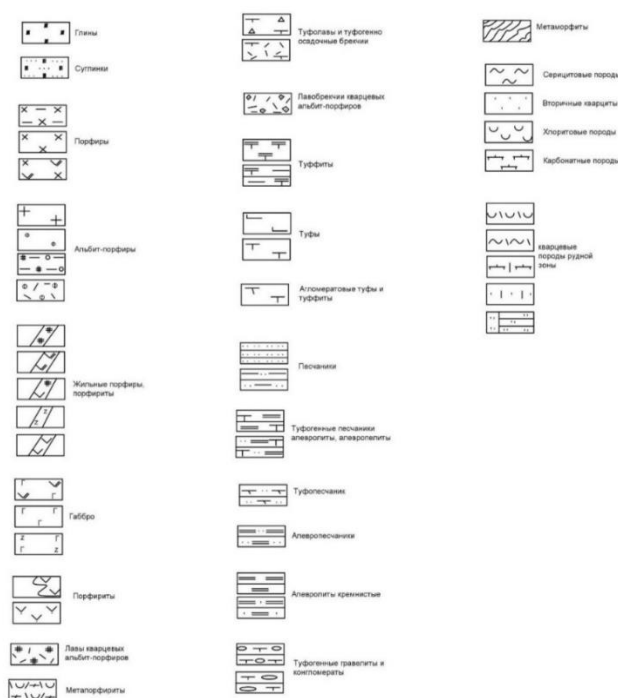 Глины
Суглинки
Порфиры
Альбит-порфиры
Жильные порфиры,
порфириты
Габбро
Порфириты
Лавы кварцевых
альбит-порфиров
Метапорфириты
Туфолавы и туфогенно
осадочные брекчии
Лавобрекчии кварцевых
альбит-порфиров
Туффиты
Туфы
Агломератовые туфы и
туффиты
Песчаники
Туфогенные песчаники
алевролиты, алевропелиты
Туфопесчаник
Алевропесчаники
Алевролиты кремнистые
Туфогенные гравелиты и
конгломераты
Метаморфиты
Серицитовые породы
Вторичные кварциты
Хлоритовые породы
Карбонатные породы
кварцевые
породы рудной
зоны